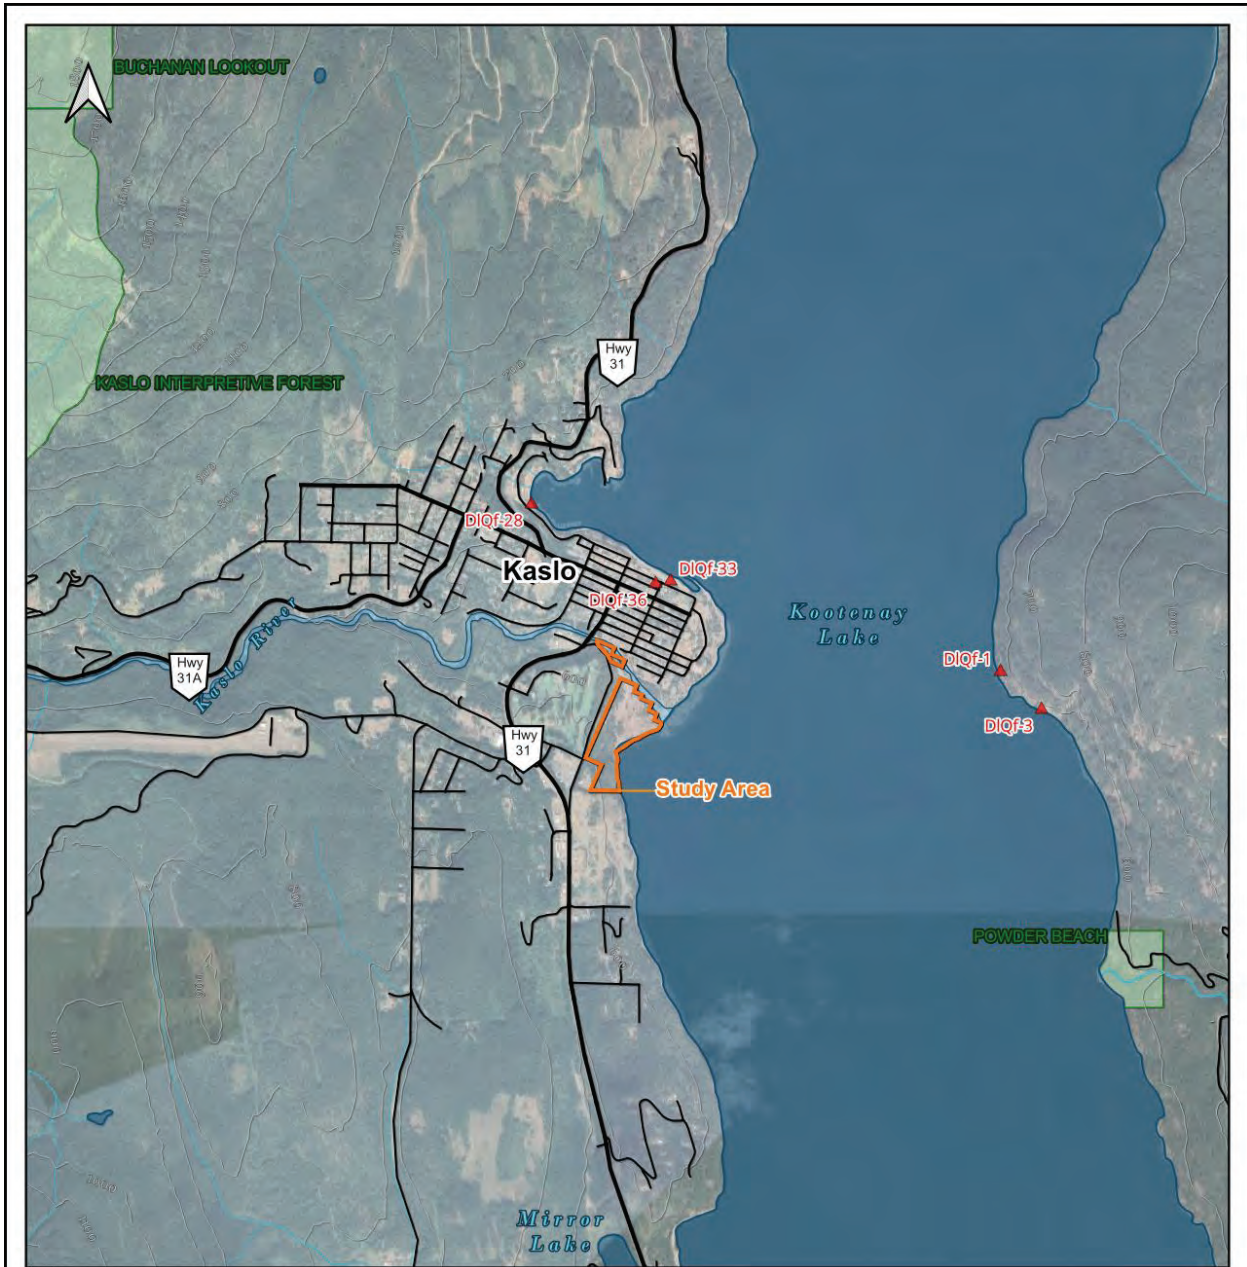 BUCHANAN LOOKOUT
Hwy
31
KASLO INTERPRETIVE FOREST
DlQf-28
Kaslo
DlQf-33
DlQf-36
Kootenay
Lake
Hwy
31A
Kaslo River
DlQf-1
DlQf-3
Hwy
31
Study Area
POWDER BEACH
Mirror
Lake